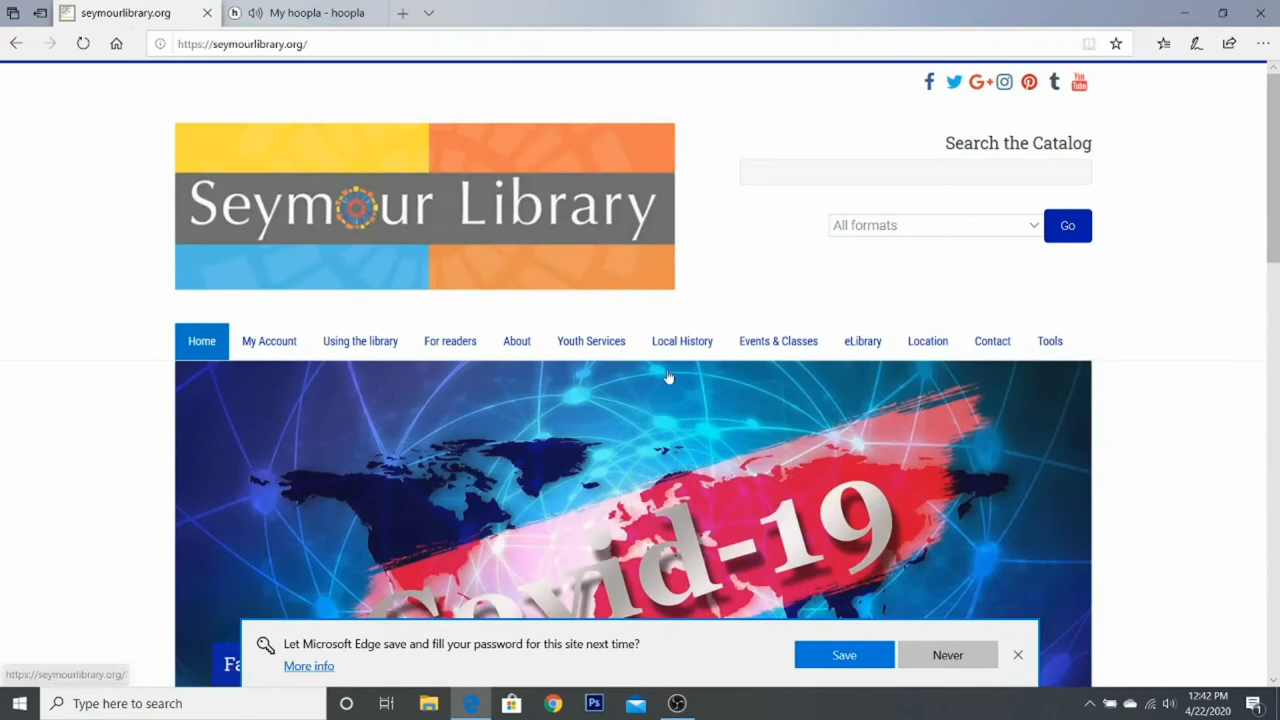 seymourlibrary.org
My hoopla - hoopla
https://seymourlibrary.org/
Seymour Library
Search the Catalog
All formats
Go
Home
My Account
Using the library
For readers
About
Youth Services
Local History
Events & Classes
eLibrary
Location
Contact
Tools
Covid-19
Let Microsoft Edge save and fill your password for this site next time?
More info
Save
Never
https://seymourlibrary.org/
Type here to search
12:42 PM
4/22/2020